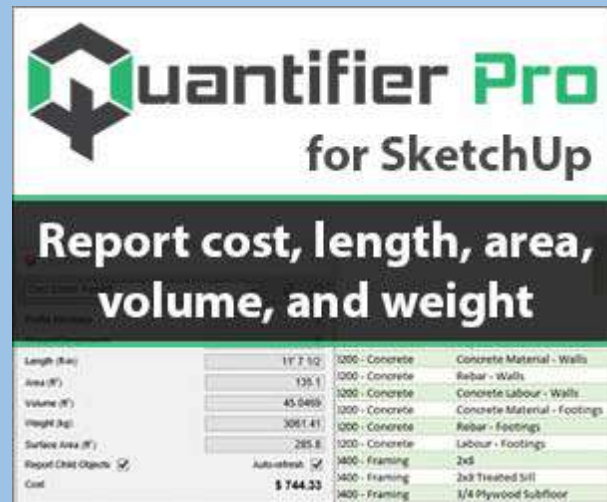 Quantifier Pro
for SketchUp
Report cost, length, area,
volume, and weight
Length (ft-in) 11' 7 1/2
Area (ft²) 135.1
Volume (ft³) 45.0469
Weight (kg) 3061.41
Surface Area (ft²) 285.8
Report Child Objects Auto-refresh
Cost $ 744.33
3200 - Concrete Concrete Material - Walls
3200 - Concrete Rebar - Walls
3200 - Concrete Concrete Labour - Walls
3200 - Concrete Concrete Material - Footings
3200 - Concrete Rebar - Footings
3200 - Concrete Labour - Footings
3400 - Framing 2x8
3400 - Framing 2x8 Treated Sill
3400 - Framing 3/4 Plywood Subfloor